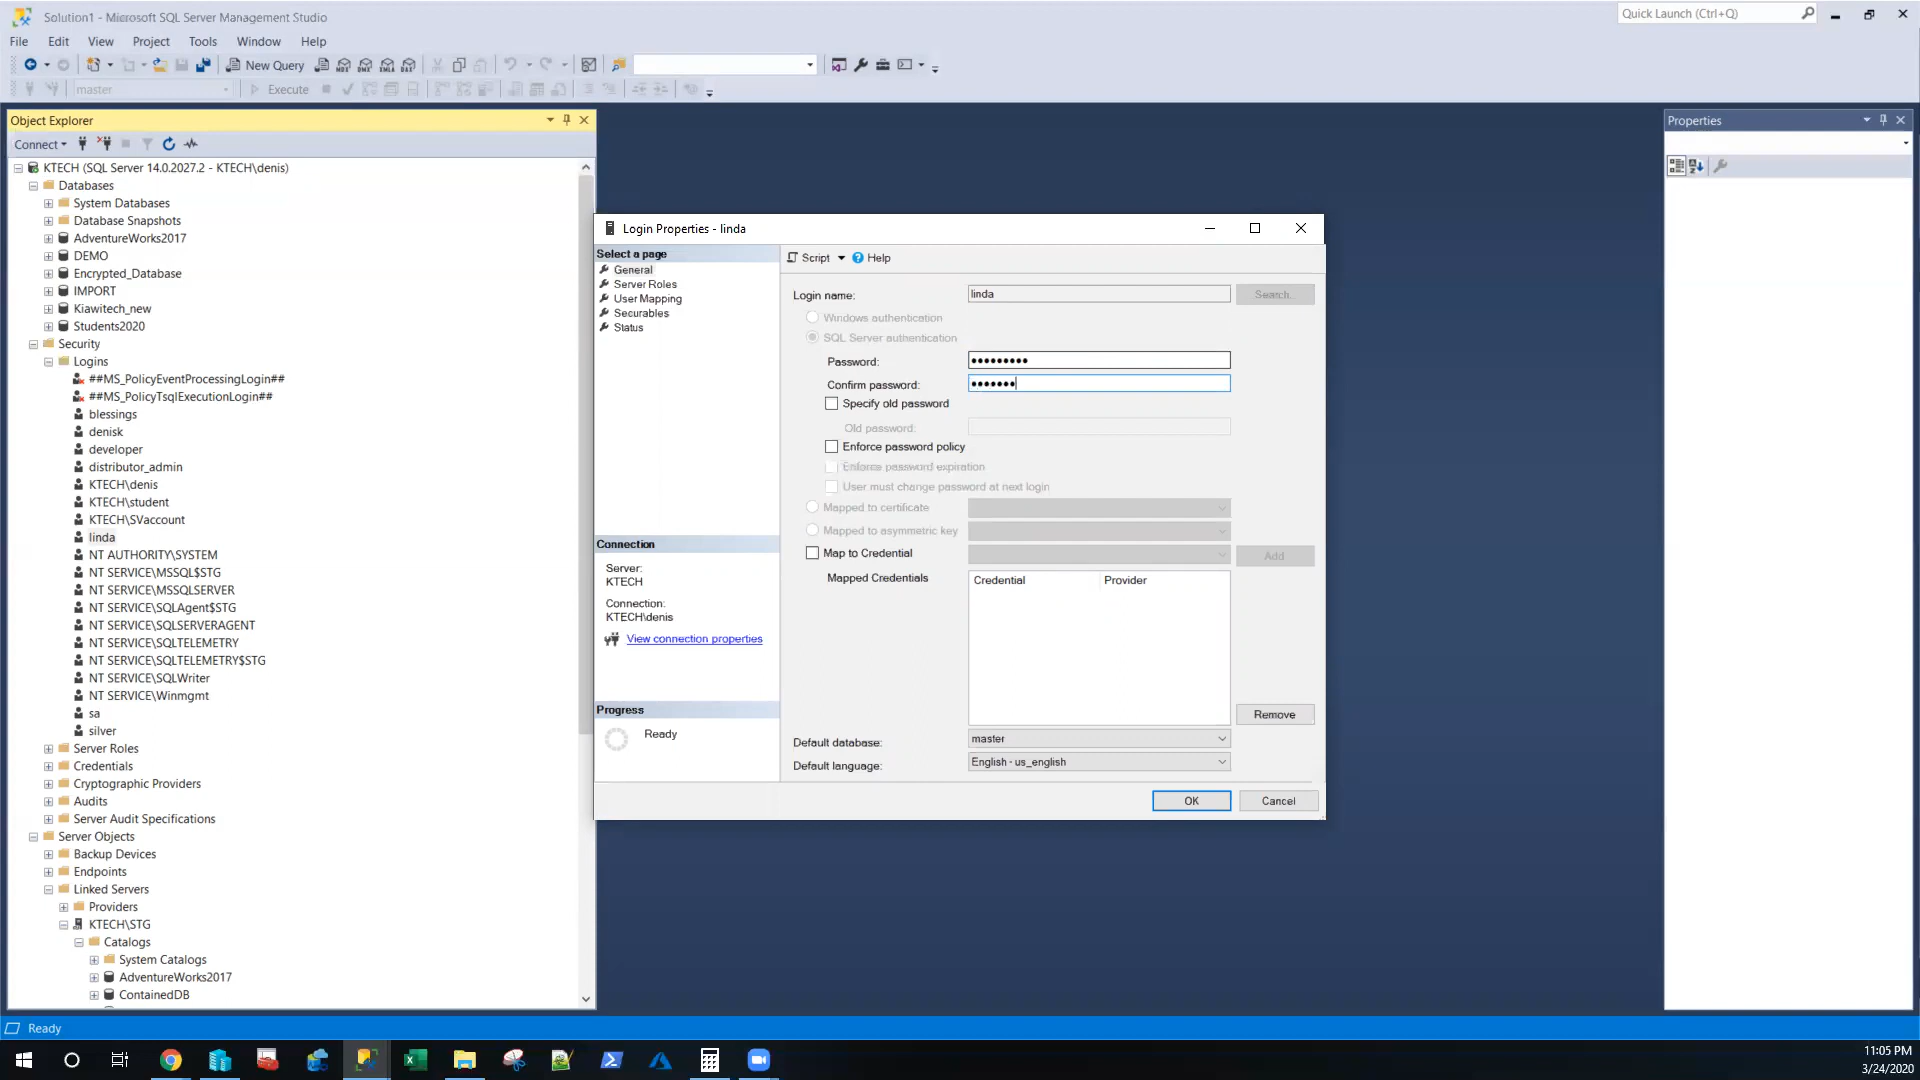 Solution1 - Microsoft SQL Server Management Studio
Quick Launch (Ctrl+Q)
File Edit View Project Tools Window Help
New Query
master
Execute
Object Explorer
Connect
KTECH (SQL Server 14.0.2027.2 - KTECH\denis)
Databases
System Databases
Database Snapshots
AdventureWorks2017
DEMO
Encrypted_Database
IMPORT
Kiawitech_new
Students2020
Security
Logins
##MS_PolicyEventProcessingLogin##
##MS_PolicyTsqlExecutionLogin##
blessings
denisk
developer
distributor_admin
KTECH\denis
KTECH\student
KTECH\SVaccount
linda
NT AUTHORITY\SYSTEM
NT SERVICE\MSSQL$STG
NT SERVICE\MSSQLSERVER
NT SERVICE\SQLAgent$STG
NT SERVICE\SQLSERVERAGENT
NT SERVICE\SQLTELEMETRY
NT SERVICE\SQLTELEMETRY$STG
NT SERVICE\SQLWriter
NT SERVICE\Winmgmt
sa
silver
Server Roles
Credentials
Cryptographic Providers
Audits
Server Audit Specifications
Server Objects
Backup Devices
Endpoints
Linked Servers
Providers
KTECH\STG
Catalogs
System Catalogs
AdventureWorks2017
ContainedDB
Login Properties - linda
Select a page
General
Server Roles
User Mapping
Securables
Status
Connection
Server:
KTECH
Connection:
KTECH\denis
View connection properties
Progress
Ready
Script Help
Login name: linda Search...
Windows authentication
SQL Server authentication
Password: •••••••••
Confirm password: •••••••
Specify old password
Old password:
Enforce password policy
Enforce password expiration
User must change password at next login
Mapped to certificate
Mapped to asymmetric key
Map to Credential Add
Mapped Credentials Credential Provider
Remove
Default database: master
Default language: English - us_english
OK Cancel
Properties
Ready
11:05 PM
3/24/2020